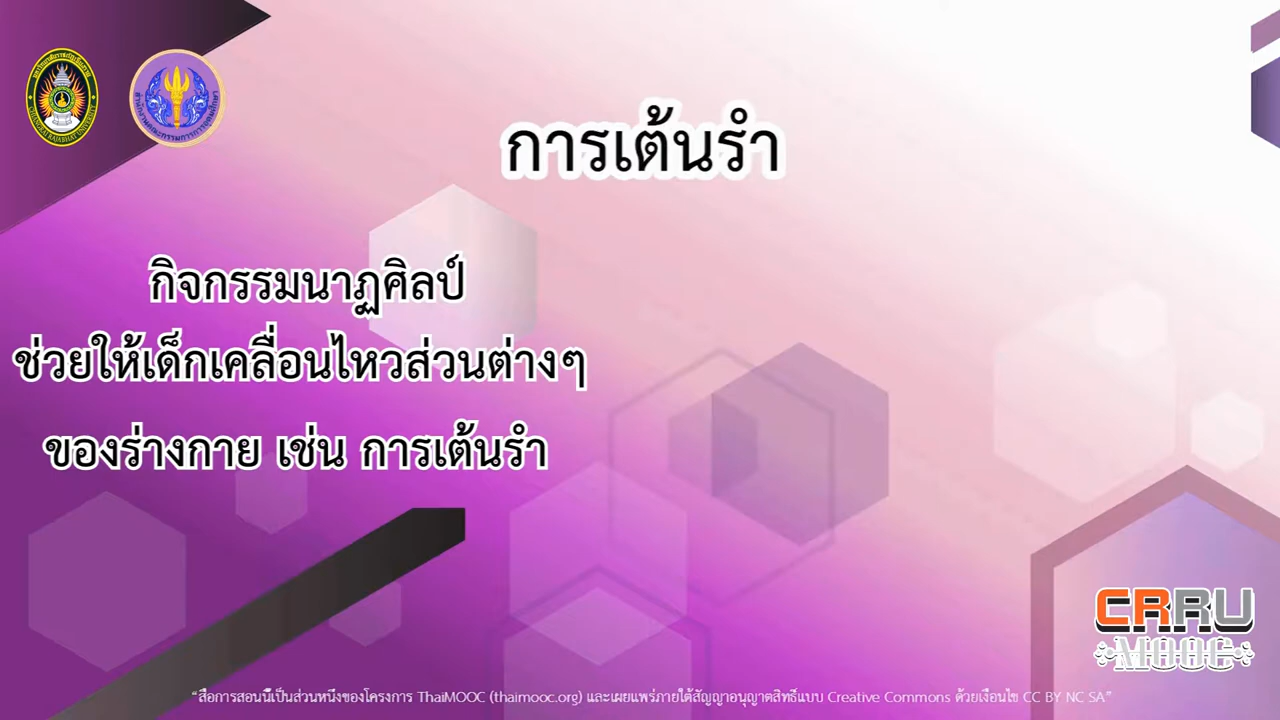 การเต้นรำ
กิจกรรมนาฏศิลป์
ช่วยให้เด็กเคลื่อนไหวส่วนต่างๆ
ของร่างกาย เช่น การเต้นรำ
CRRU
MOOC
“สื่อการสอนนี้เป็นส่วนหนึ่งของโครงการ ThaiMOOC (thaimooc.org) และเผยแพร่ภายใต้สัญญาอนุญาตสิทธิ์แบบ Creative Commons ด้วยเงื่อนไข CC BY NC SA”